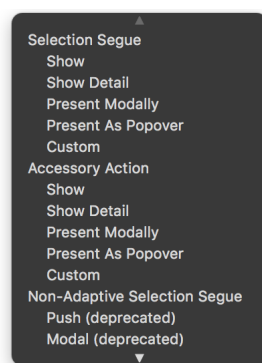 Selection Segue
Show
Show Detail
Present Modally
Present As Popover
Custom
Accessory Action
Show
Show Detail
Present Modally
Present As Popover
Custom
Non-Adaptive Selection Segue
Push (deprecated)
Modal (deprecated)